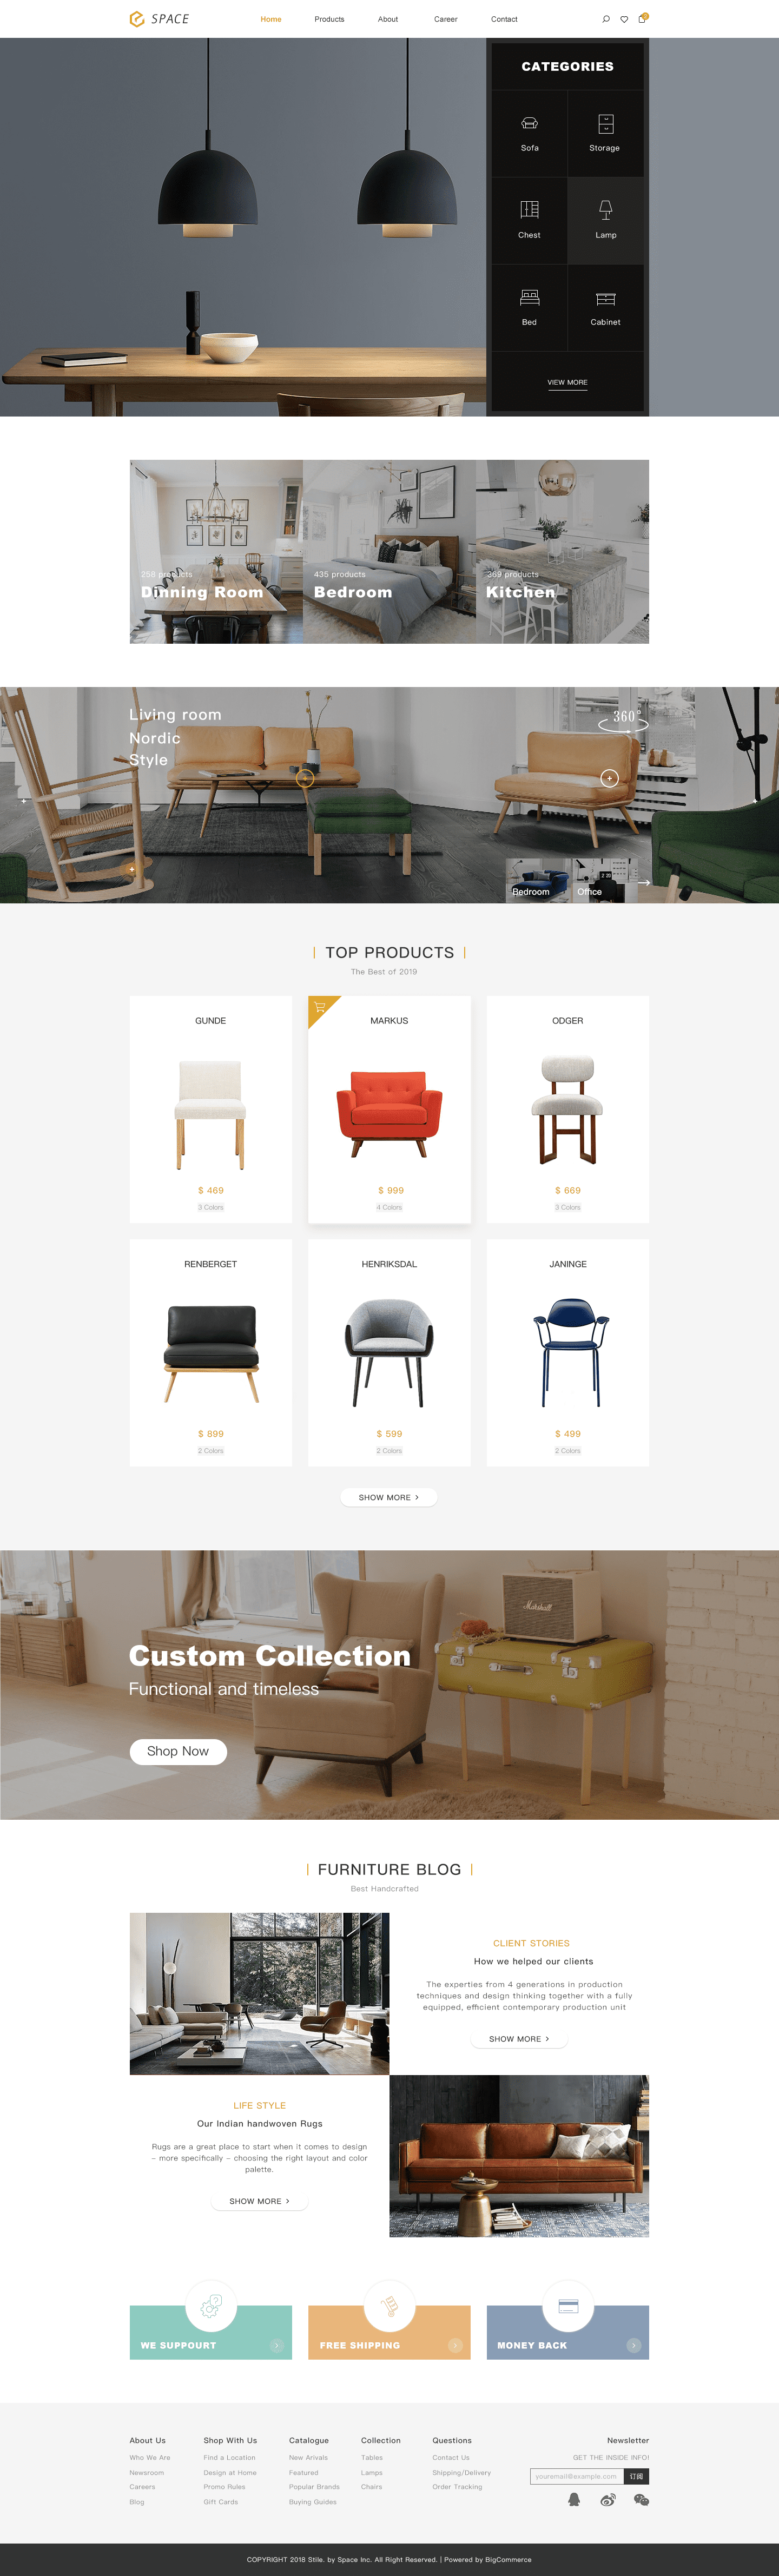 SPACE
Home Products About Career Contact
CATEGORIES
Sofa Storage
Chest Lamp
Bed Cabinet
VIEW MORE
258 products 435 products 369 products
Dinning Room Bedroom Kitchen
Living room
Nordic
Style
360°
Bedroom Office
TOP PRODUCTS
The Best of 2019
GUNDE MARKUS ODGER
$ 469 $ 999 $ 669
3 Colors 4 Colors 3 Colors
RENBERGET HENRIKSDAL JANINGE
$ 899 $ 599 $ 499
2 Colors 2 Colors 2 Colors
SHOW MORE >
Marshall
Custom Collection
Functional and timeless
Shop Now
FURNITURE BLOG
Best Handcrafted
CLIENT STORIES
How we helped our clients
The experties from 4 generations in production
techniques and design thinking together with a fully
equipped, efficient contemporary production unit
SHOW MORE >
LIFE STYLE
Our Indian handwoven Rugs
Rugs are a great place to start when it comes to design
- more specifically - choosing the right layout and color
palette.
SHOW MORE >
WE SUPPOURT FREE SHIPPING MONEY BACK
About Us Shop With Us Catalogue Collection Questions Newsletter
Who We Are Find a Location New Arivals Tables Contact Us GET THE INSIDE INFO!
Newsroom Design at Home Featured Lamps Shipping/Delivery youremail@example.com 订阅
Careers Promo Rules Popular Brands Chairs Order Tracking
Blog Gift Cards Buying Guides
COPYRIGHT 2018 Stile. by Space Inc. All Right Reserved. | Powered by BigCommerce